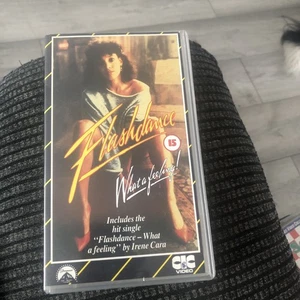 Flashdance
15
What a feeling!
Includes the
hit single
"Flashdance – What
a feeling" by Irene Cara
CIC
VIDEO